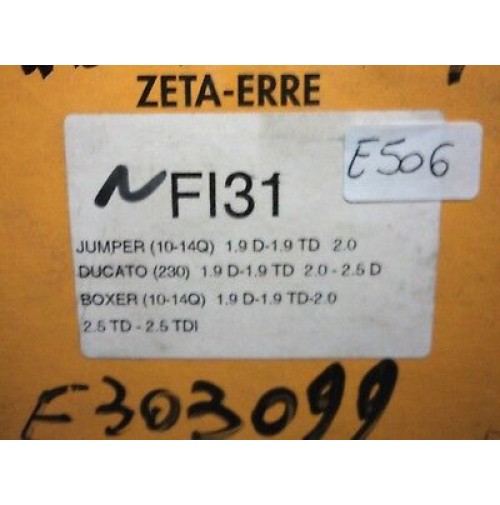 ZETA-ERRE
E506
N FI31
JUMPER (10-14Q) 1.9 D-1.9 TD 2.0
DUCATO (230) 1.9 D-1.9 TD 2.0 - 2.5 D
BOXER (10-14Q) 1.9 D-1.9 TD-2.0
2.5 TD - 2.5 TDI
F303099